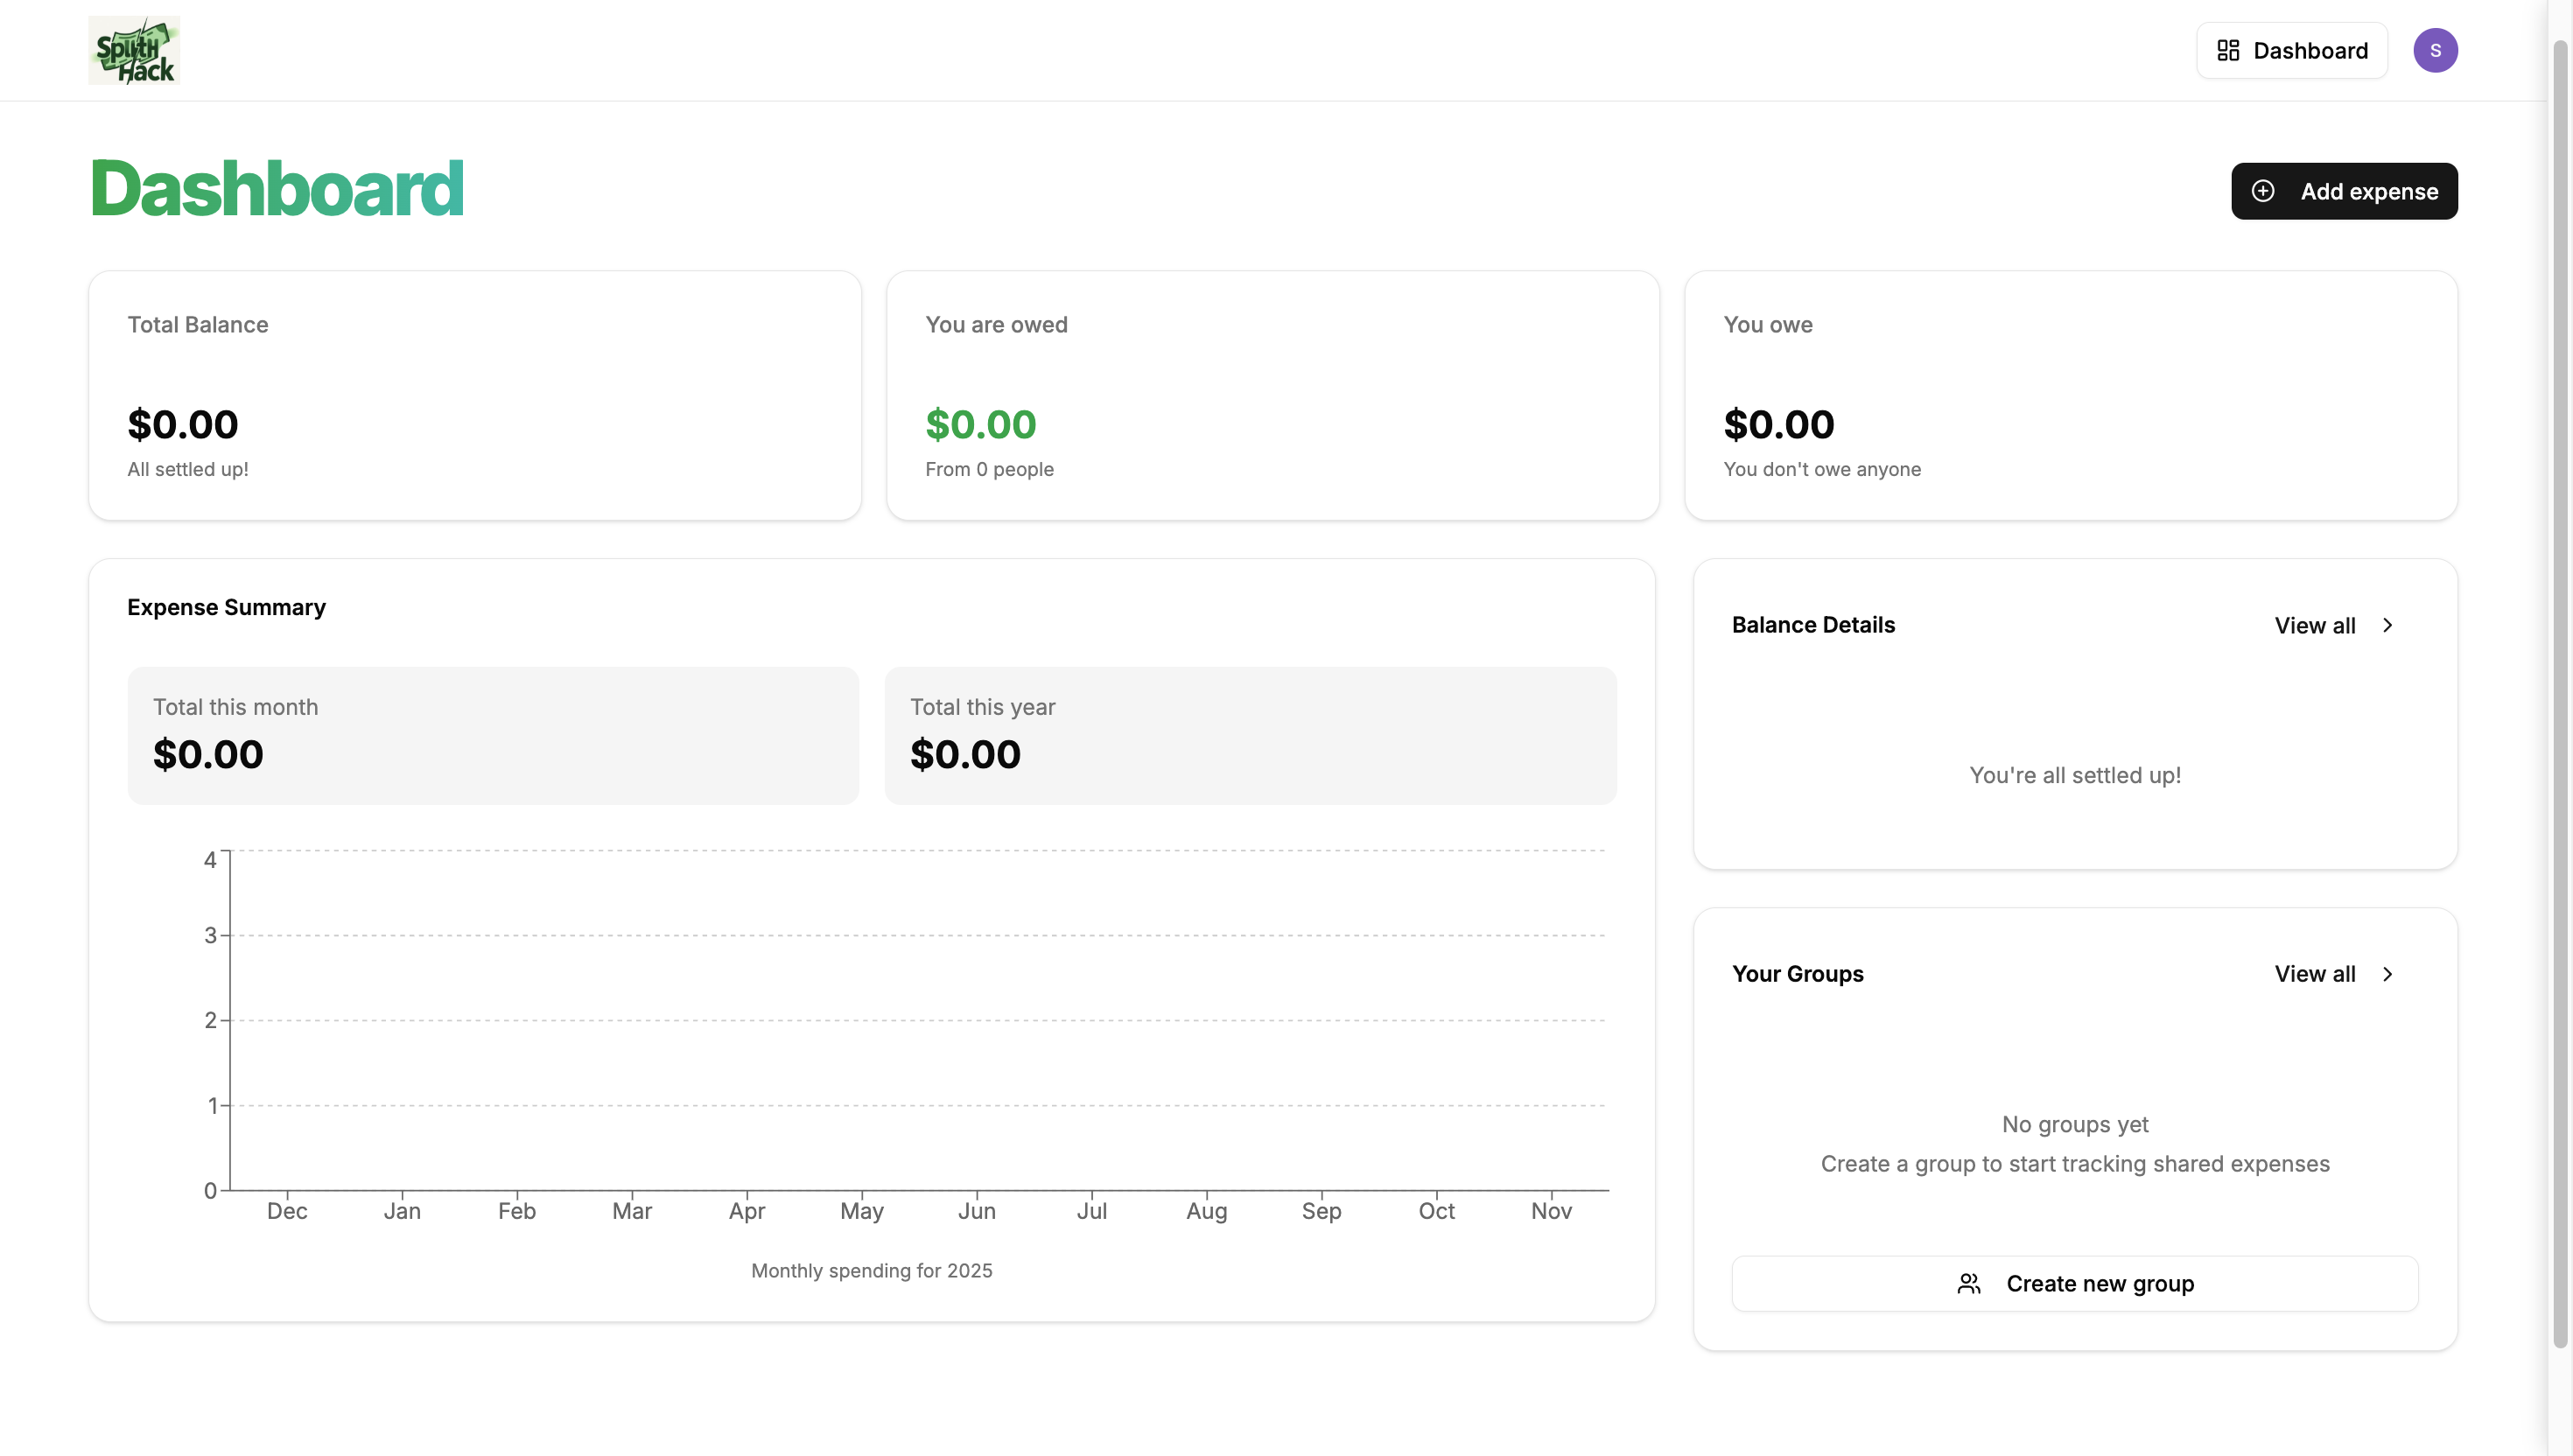 SplitH
Hack
Dashboard
S
Dashboard
Add expense
Total Balance
$0.00
All settled up!
You are owed
$0.00
From 0 people
You owe
$0.00
You don't owe anyone
Expense Summary
Total this month
$0.00
Total this year
$0.00
4
3
2
1
0
Dec Jan Feb Mar Apr May Jun Jul Aug Sep Oct Nov
Monthly spending for 2025
Balance Details
View all
You're all settled up!
Your Groups
View all
No groups yet
Create a group to start tracking shared expenses
Create new group